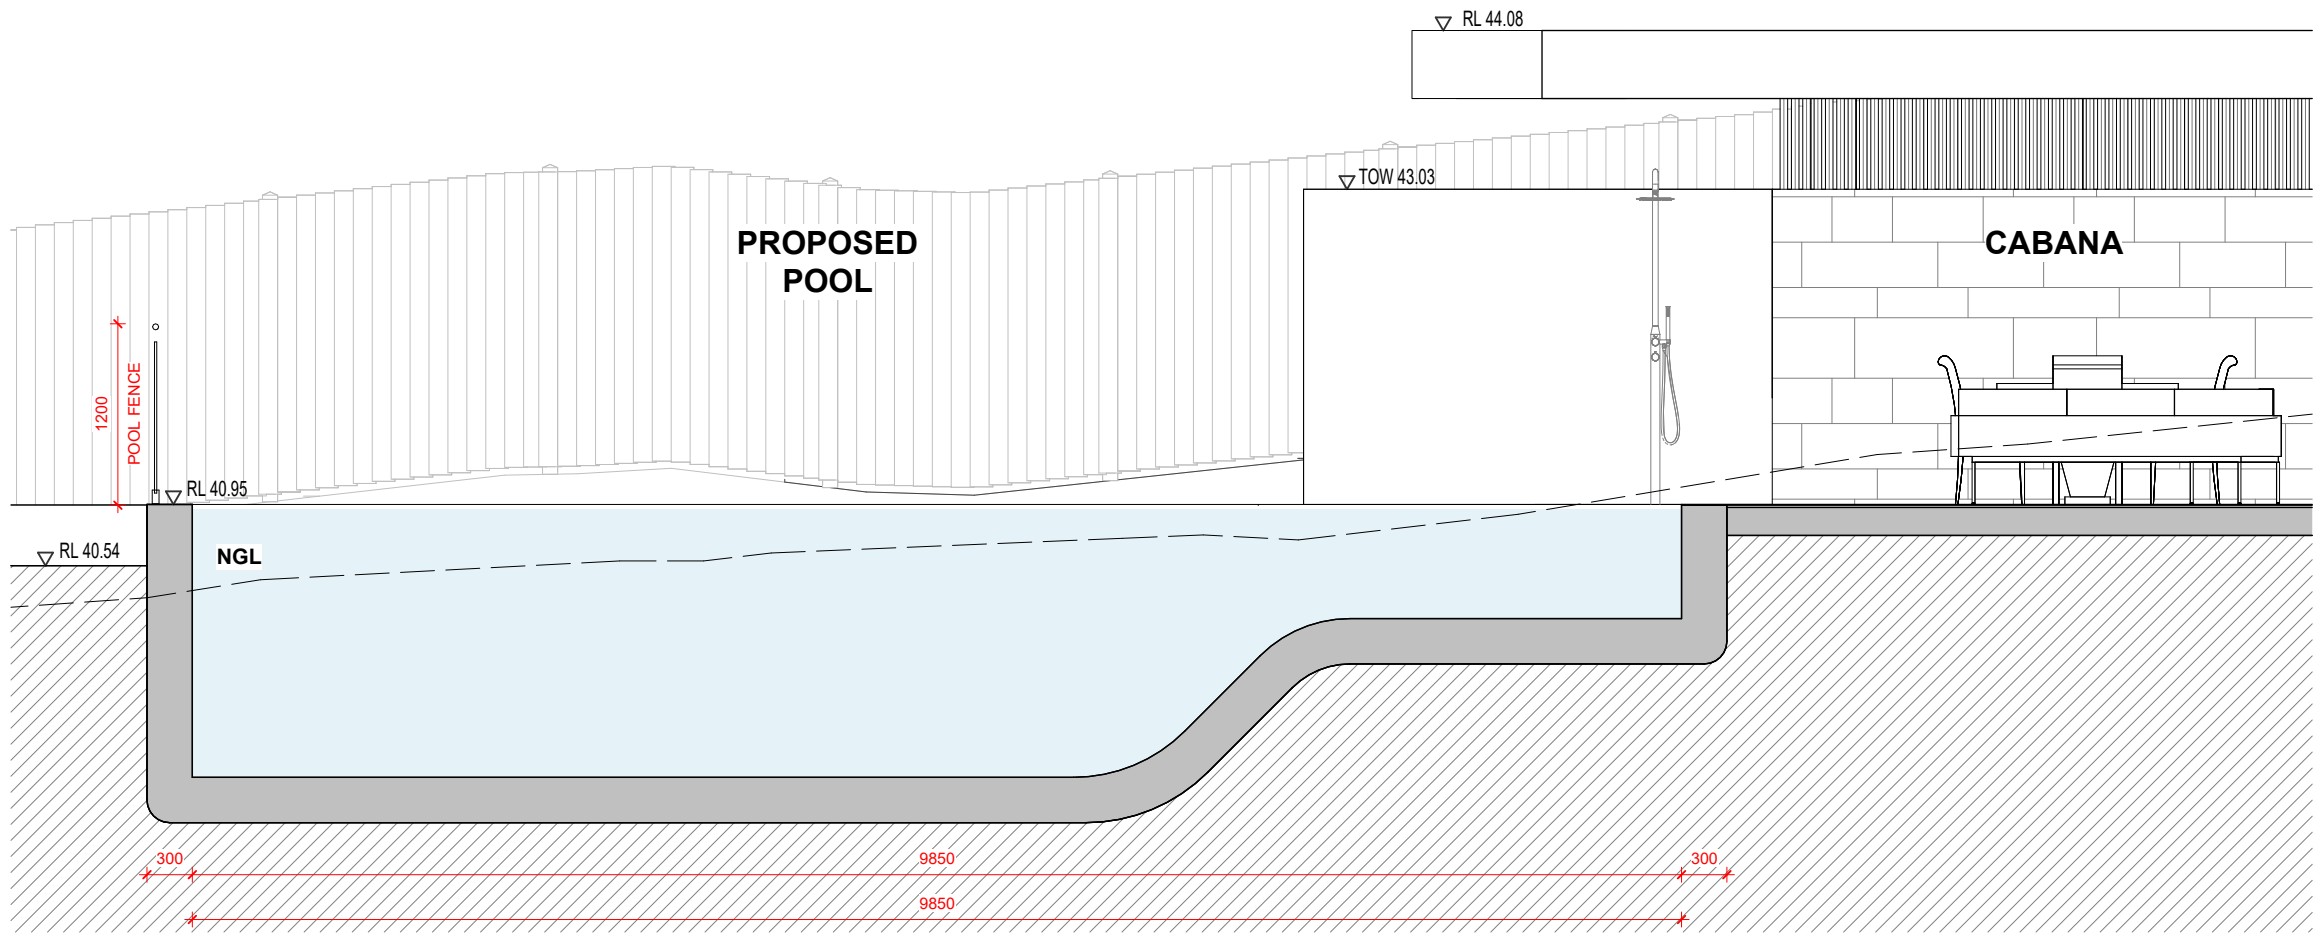 RL 44.08
TOW 43.03
PROPOSED
POOL
CABANA
1200
POOL FENCE
RL 40.95
RL 40.54
NGL
300
9850
300
9850